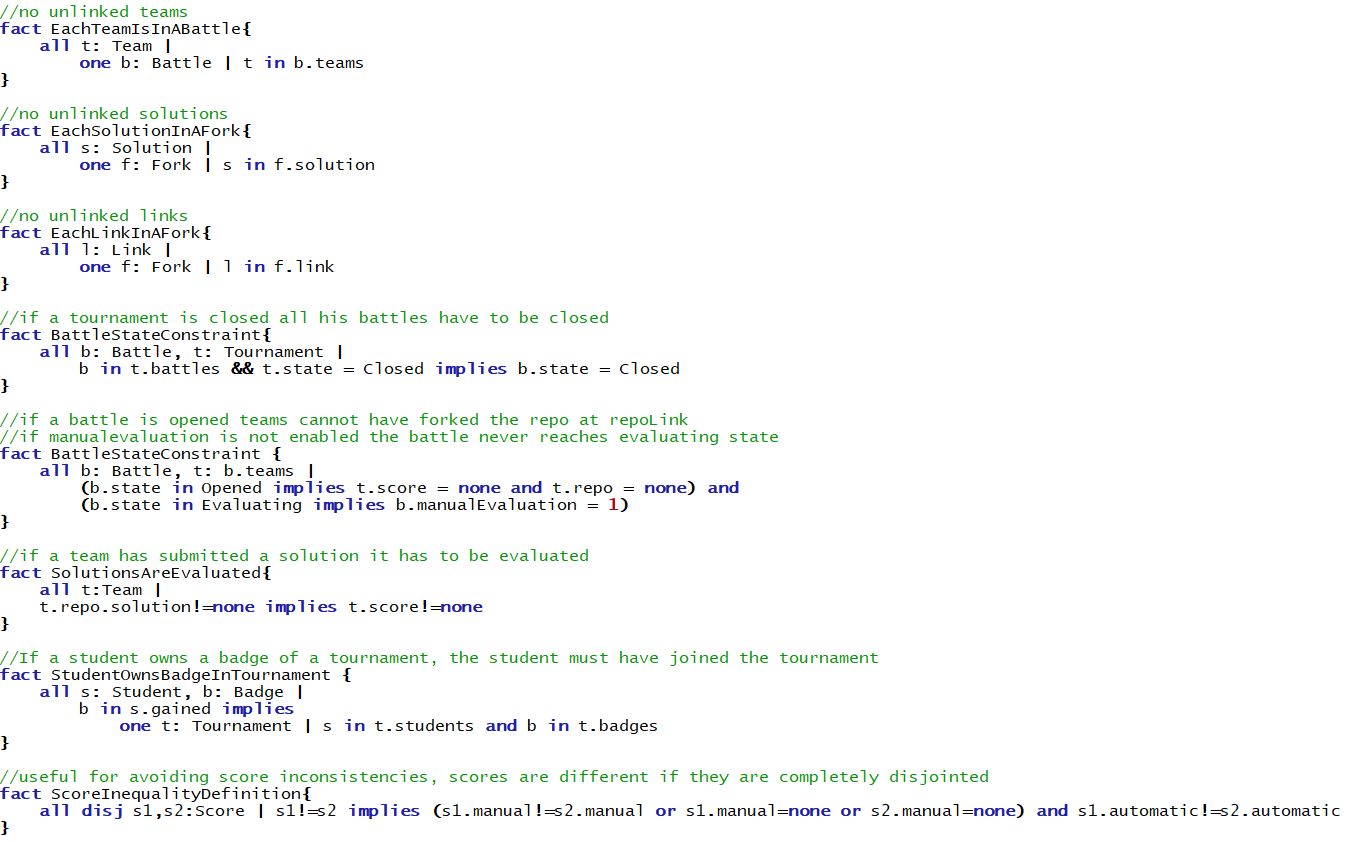 //no unlinked teams
fact EachTeamIsInABattle{
    all t: Team |
        one b: Battle | t in b.teams
}

//no unlinked solutions
fact EachSolutionInAFork{
    all s: Solution |
        one f: Fork | s in f.solution
}

//no unlinked links
fact EachLinkInAFork{
    all l: Link |
        one f: Fork | l in f.link
}

//if a tournament is closed all his battles have to be closed
fact BattleStateConstraint{
    all b: Battle, t: Tournament |
        b in t.battles && t.state = Closed implies b.state = Closed
}

//if a battle is opened teams cannot have forked the repo at repoLink
//if manualevaluation is not enabled the battle never reaches evaluating state
fact BattleStateConstraint {
    all b: Battle, t: b.teams |
        (b.state in Opened implies t.score = none and t.repo = none) and
        (b.state in Evaluating implies b.manualEvaluation = 1)
}

//if a team has submitted a solution it has to be evaluated
fact SolutionsAreEvaluated{
    all t:Team |
    t.repo.solution!=none implies t.score!=none
}

//If a student owns a badge of a tournament, the student must have joined the tournament
fact StudentOwnsBadgeInTournament {
    all s: Student, b: Badge |
        b in s.gained implies
            one t: Tournament | s in t.students and b in t.badges
}

//useful for avoiding score inconsistencies, scores are different if they are completely disjointed
fact ScoreInequalityDefinition{
    all disj s1,s2:Score | s1!=s2 implies (s1.manual!=s2.manual or s1.manual=none or s2.manual=none) and s1.automatic!=s2.automatic
}